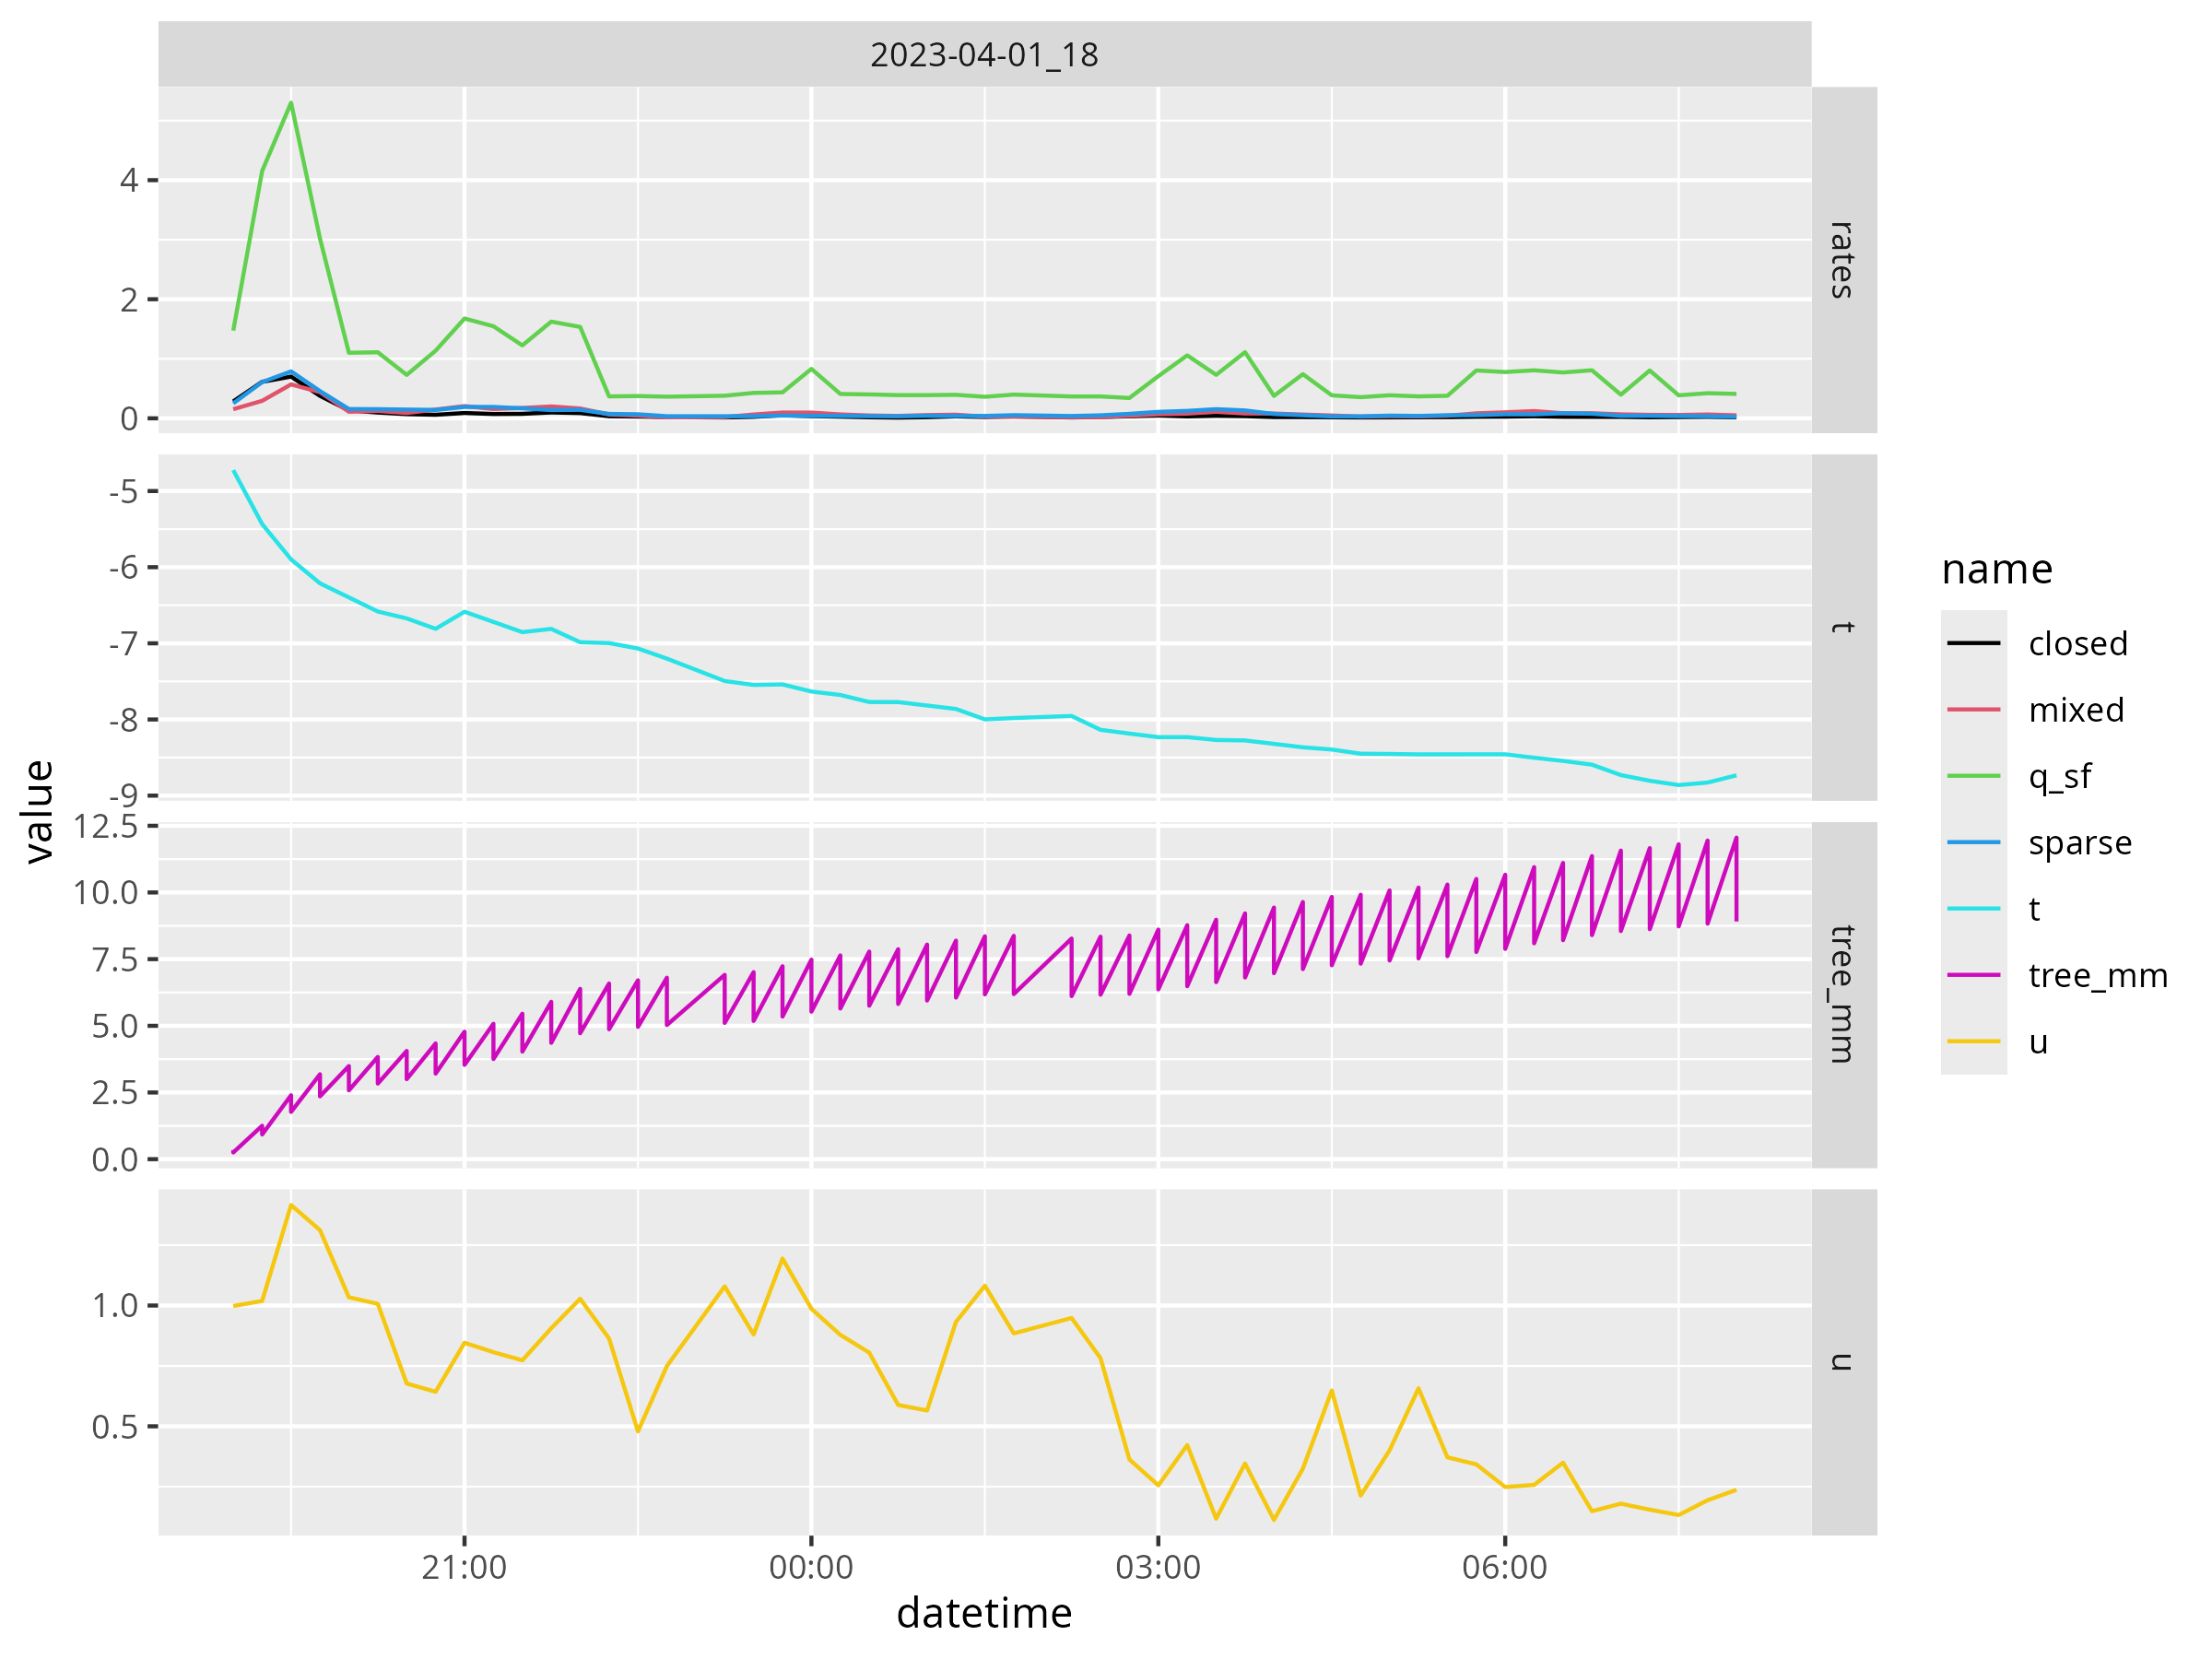 2023-04-01_18
4
2
0
rates
-5
-6
-7
-8
-9
t
12.5
10.0
7.5
5.0
2.5
0.0
tree_mm
1.0
0.5
u
21:00
00:00
03:00
06:00
datetime
value
name
closed
mixed
q_sf
sparse
t
tree_mm
u